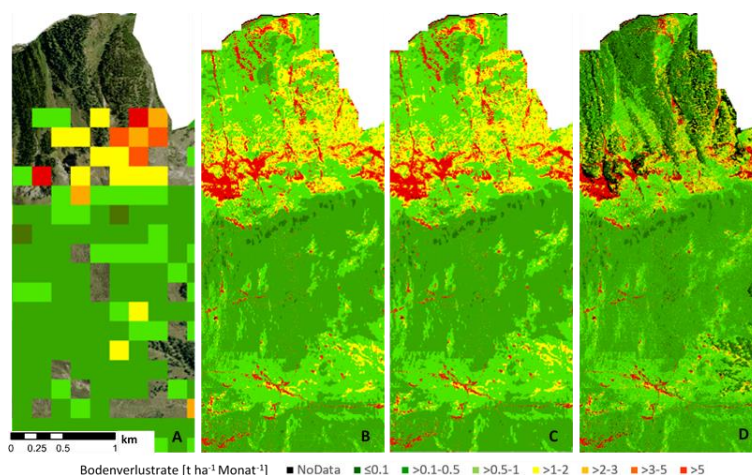 A
B
C
D
0 0.25 0.5 1
km
Bodenverlustrate [t ha⁻¹ Monat⁻¹] NoData ≤0.1 >0.1-0.5 >0.5-1 >1-2 >2-3 >3-5 >5